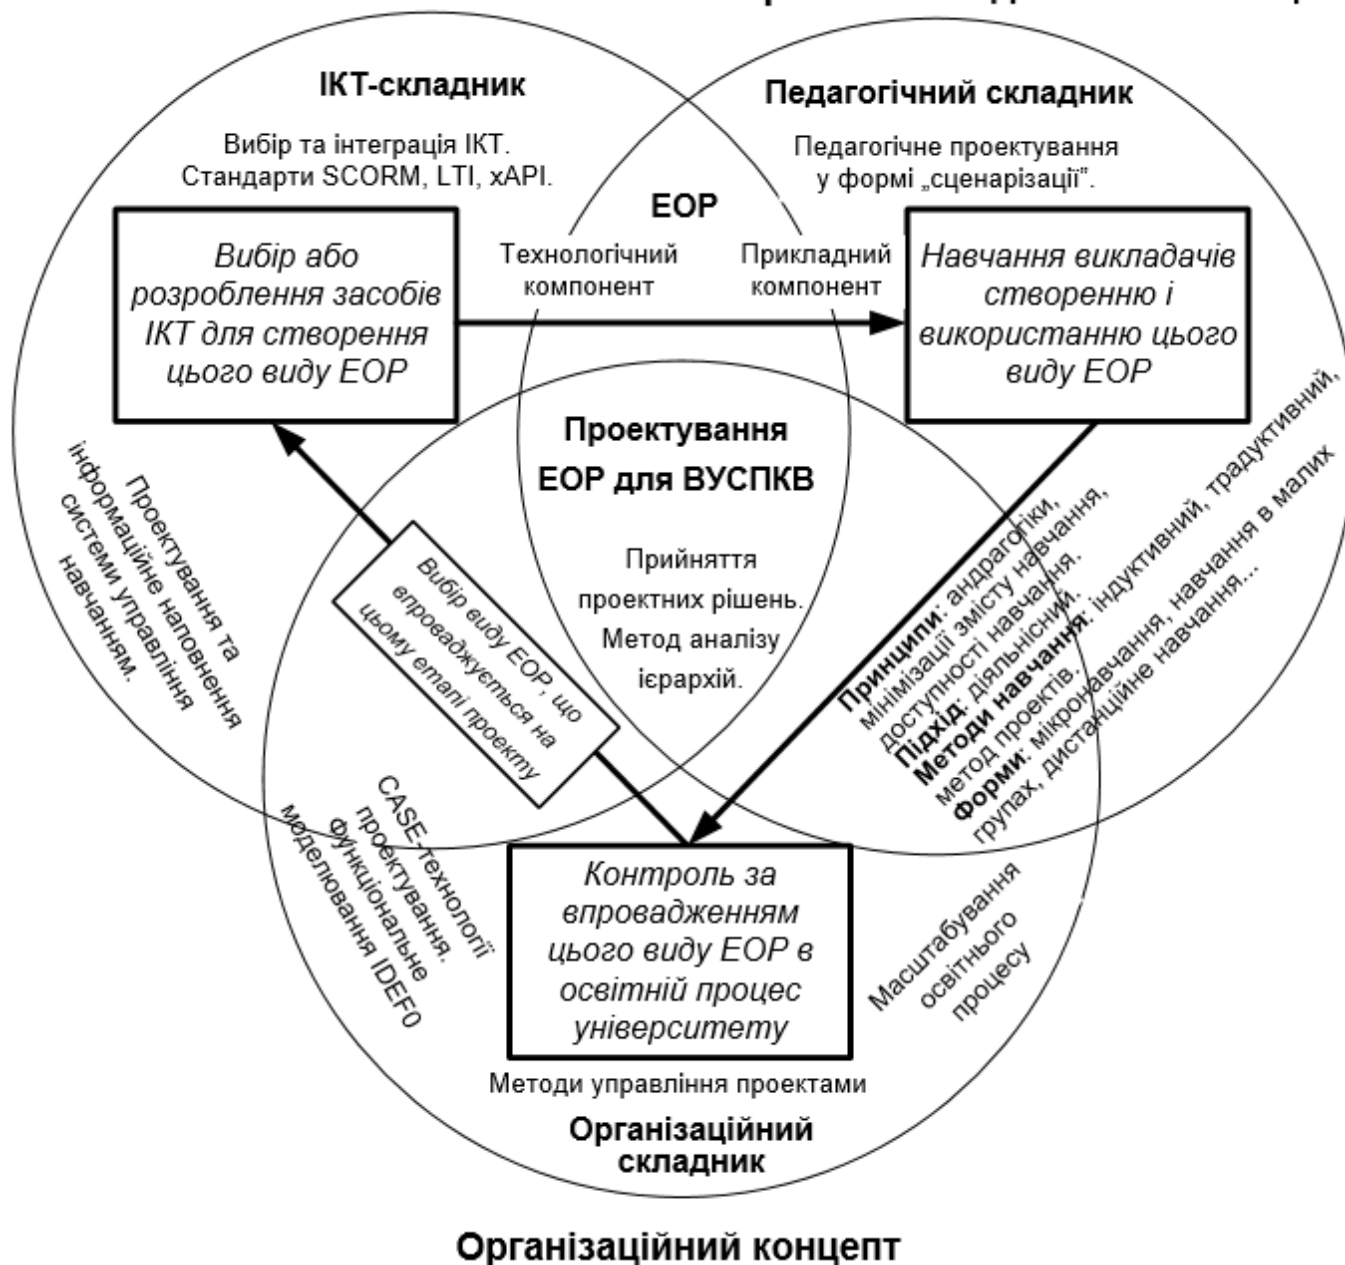 ІКТ-складник
Вибір та інтеграція ІКТ.
Стандарти SCORM, LTI, xAPI.
Педагогічний складник
Педагогічне проектування
у формі „сценарізації”.
ЕОР
Технологічний
компонент
Прикладний
компонент
Вибір або
розроблення засобів
ІКТ для створення
цього виду ЕОР
Навчання викладачів
створенню і
використанню цього
виду ЕОР
Проектування
ЕОР для ВУСПКВ
Прийняття
проектних рішень.
Метод аналізу
ієрархій.
Проектування та
інформаційне наповнення
системи управління
навчанням.
Вибір виду ЕОР, що
впроваджується на
цьому етапі проекту
Принципи: андрагогіки,
мінімізації змісту навчання,
доступності навчання.
Підхід: діяльнісний.
Методи навчання: індуктивний, традуктивний,
метод проектів.
Форми: мікронавчання, навчання в малих
групах, дистанційне навчання...
CASE-технології
проектування.
Функціональне
моделювання IDEF0
Контроль за
впровадженням
цього виду ЕОР в
освітній процес
університету
Масштабування
освітнього
процесу
Методи управління проектами
Організаційний
складник
Організаційний концепт